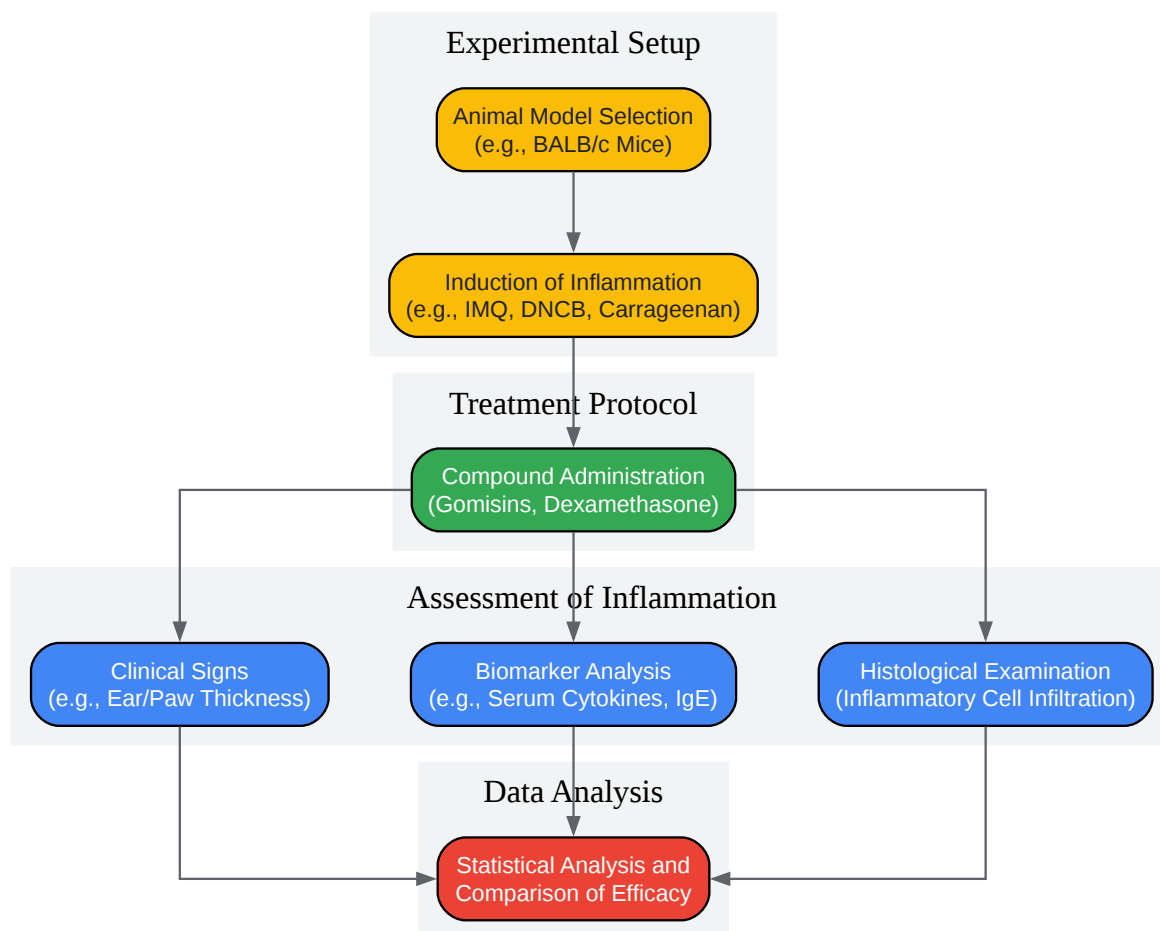 Experimental Setup
Animal Model Selection
(e.g., BALB/c Mice)
Induction of Inflammation
(e.g., IMQ, DNCB, Carrageenan)
Treatment Protocol
Compound Administration
(Gomisins, Dexamethasone)
Assessment of Inflammation
Clinical Signs
(e.g., Ear/Paw Thickness)
Biomarker Analysis
(e.g., Serum Cytokines, IgE)
Histological Examination
(Inflammatory Cell Infiltration)
Data Analysis
Statistical Analysis and
Comparison of Efficacy